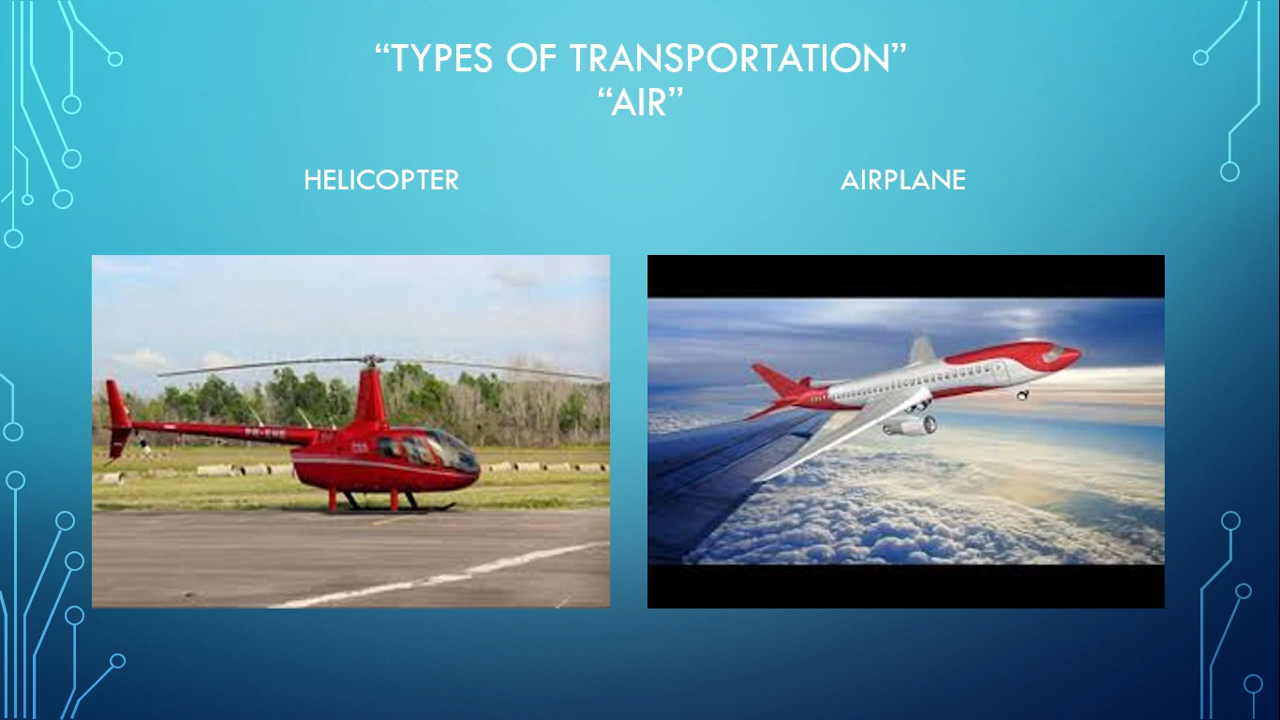 “TYPES OF TRANSPORTATION”
“AIR”
HELICOPTER
AIRPLANE